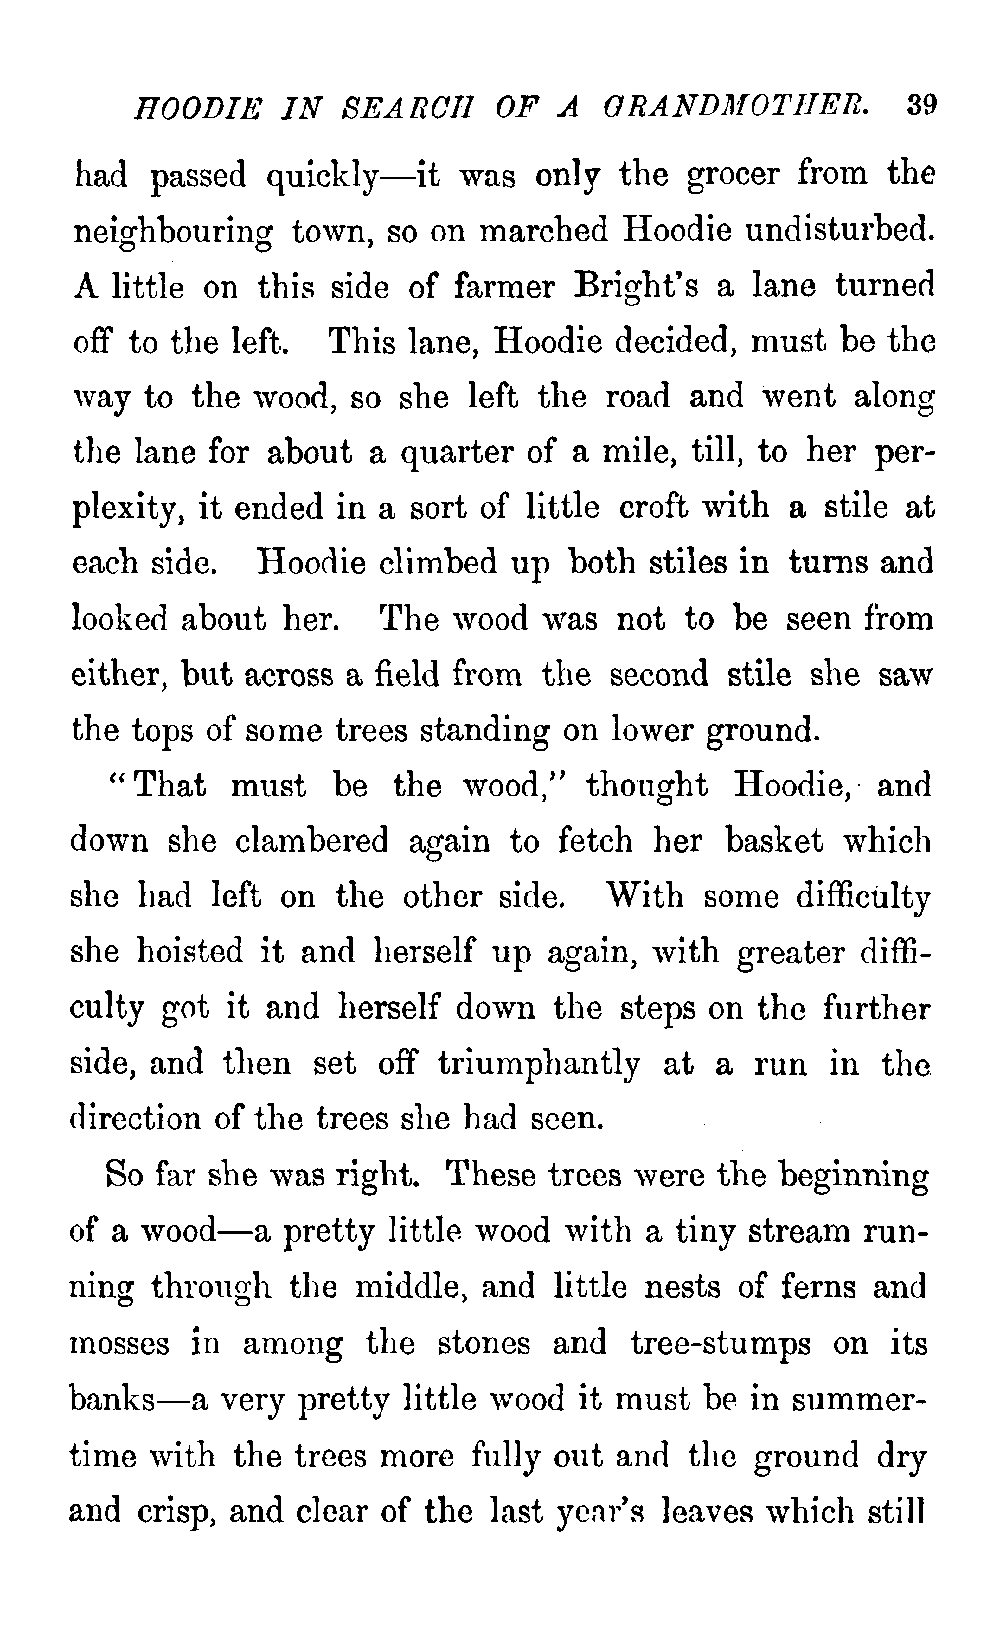 HOODIE IN SEARCH OF A GRANDMOTHER. 39
had passed quickly—it was only the grocer from the
neighbouring town, so on marched Hoodie undisturbed.
A little on this side of farmer Bright's a lane turned
off to the left. This lane, Hoodie decided, must be the
way to the wood, so she left the road and went along
the lane for about a quarter of a mile, till, to her per-
plexity, it ended in a sort of little croft with a stile at
each side. Hoodie climbed up both stiles in turns and
looked about her. The wood was not to be seen from
either, but across a field from the second stile she saw
the tops of some trees standing on lower ground.
"That must be the wood," thought Hoodie, and
down she clambered again to fetch her basket which
she had left on the other side. With some difficulty
she hoisted it and herself up again, with greater diffi-
culty got it and herself down the steps on the further
side, and then set off triumphantly at a run in the
direction of the trees she had seen.
So far she was right. These trees were the beginning
of a wood—a pretty little wood with a tiny stream run-
ning through the middle, and little nests of ferns and
mosses in among the stones and tree-stumps on its
banks—a very pretty little wood it must be in summer-
time with the trees more fully out and the ground dry
and crisp, and clear of the last year's leaves which still